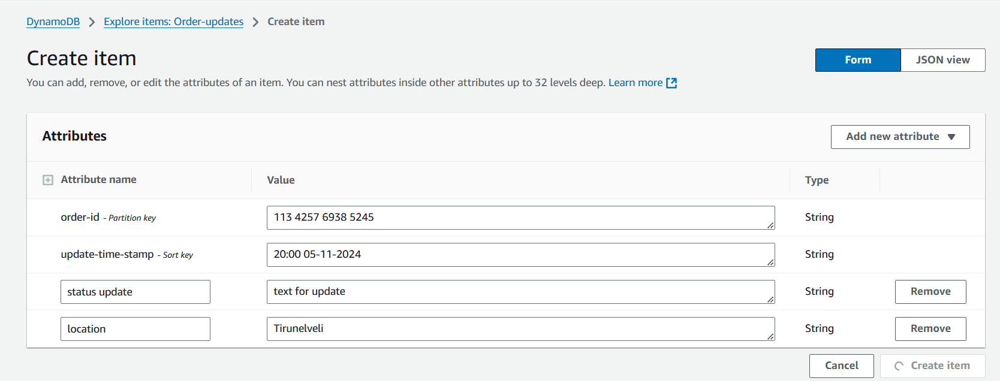 DynamoDB > Explore items: Order-updates > Create item
Create item
Form JSON view
You can add, remove, or edit the attributes of an item. You can nest attributes inside other attributes up to 32 levels deep. Learn more
Attributes
Add new attribute
Attribute name Value Type
order-id - Partition key 113 4257 6938 5245 String
update-time-stamp - Sort key 20:00 05-11-2024 String
status update text for update String Remove
location Tirunelveli String Remove
Cancel Create item